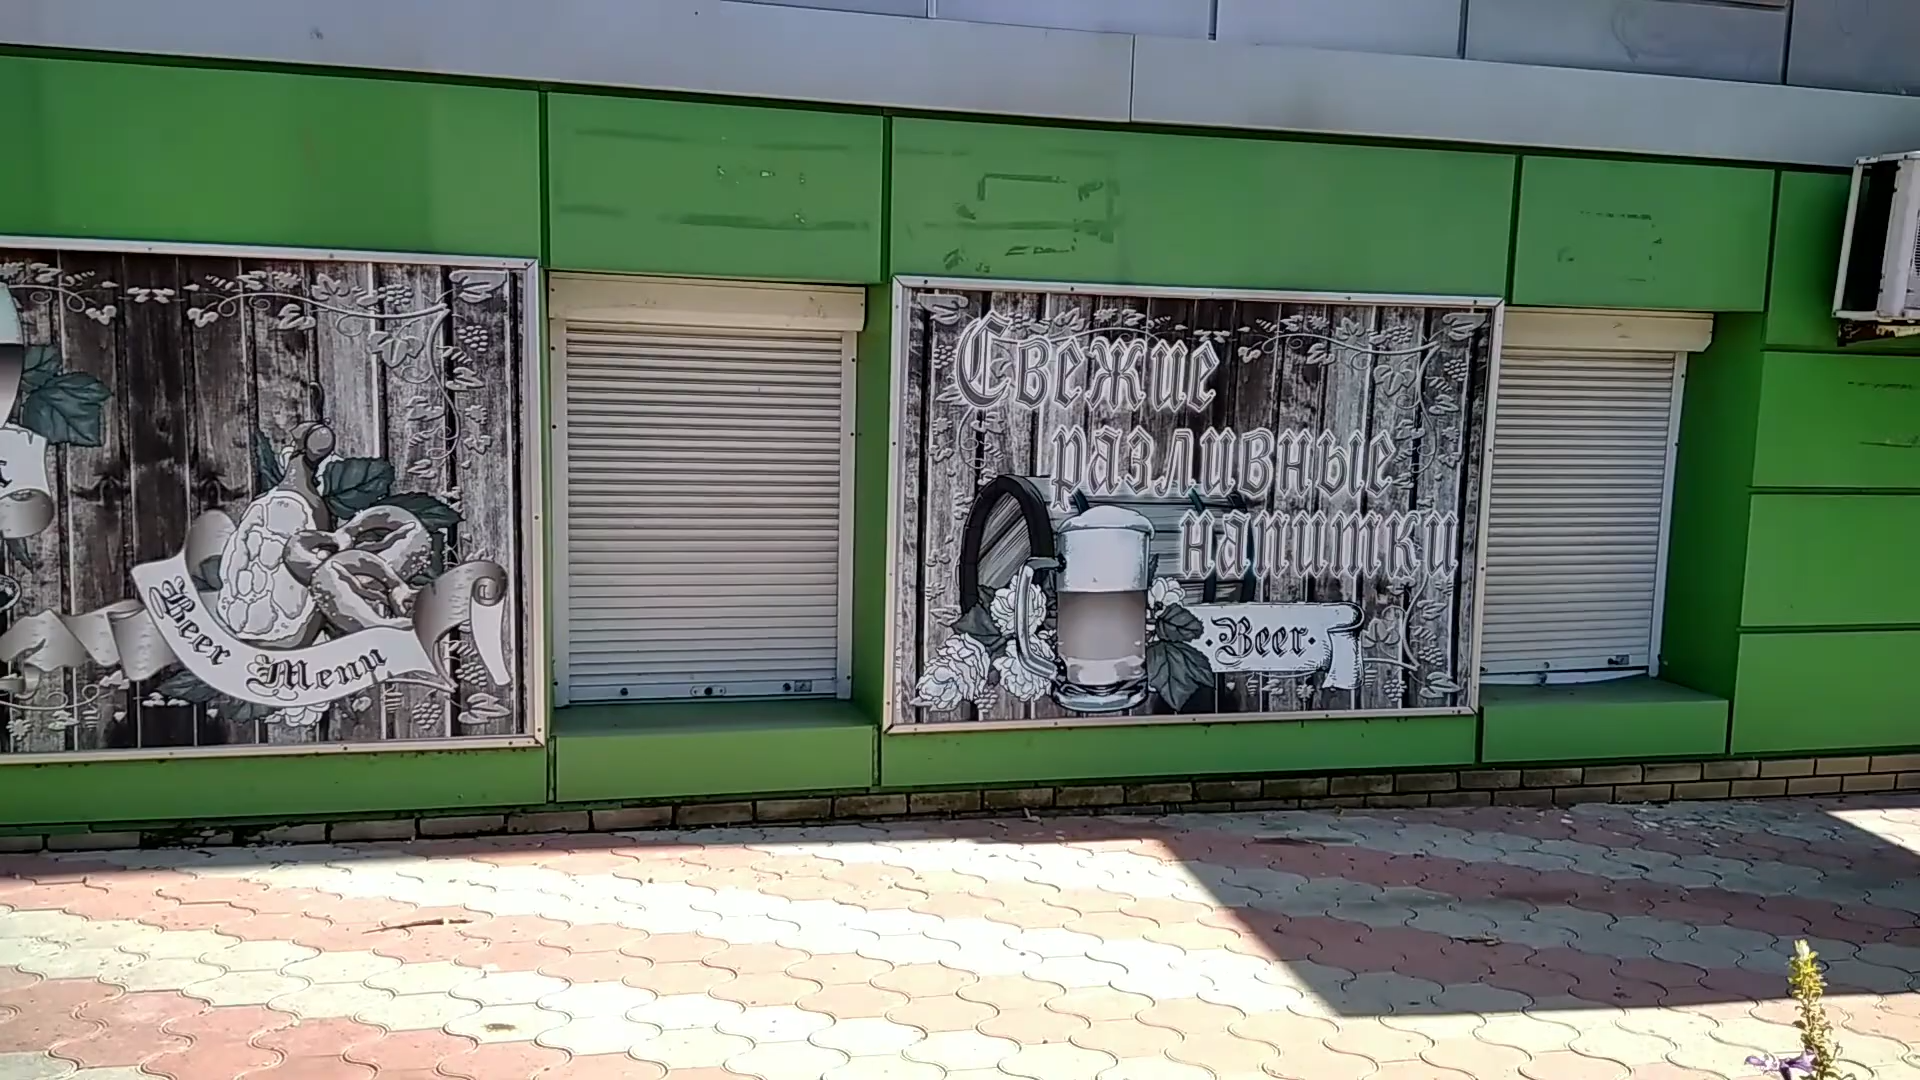 Beer Menu
Свежие
разливные
напитки
·Beer·